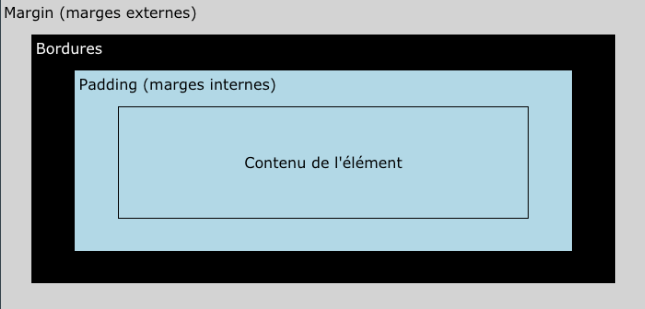 Margin (marges externes)
Bordures
Padding (marges internes)
Contenu de l'élément